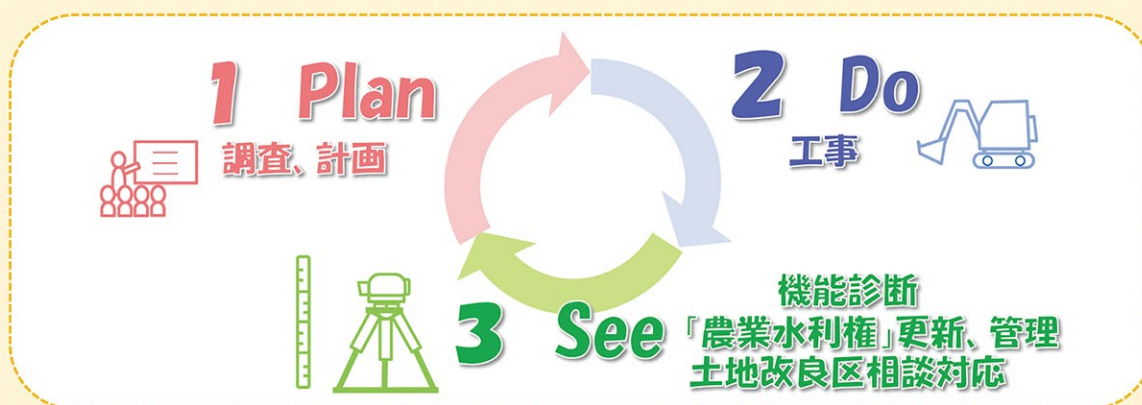 1 Plan
調査、計画
2 Do
工事
3 See
機能診断
「農業水利権」更新、管理
土地改良区相談対応